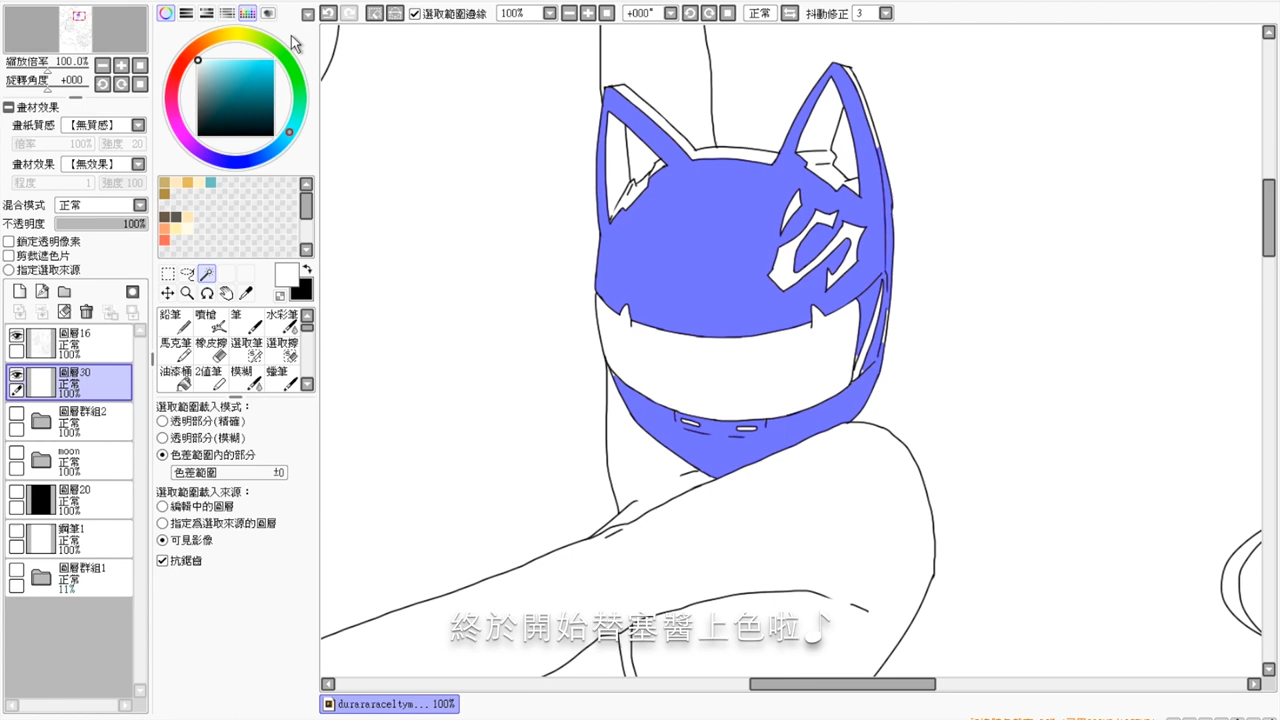 選取範圍邊緣 100% +000° 正常 抖動修正 3
縮放倍率 100.0%
旋轉角度 +000
畫材效果
畫紙質感 【無質感】
倍率 100% 強度 20
畫材效果 【無效果】
程度 1 強度 100
混合模式 正常
不透明度 100%
鎖定透明像素
剪裁遮色片
指定選取來源
圖層16
正常
100%
圖層30
正常
100%
圖層群組2
正常
100%
moon
正常
100%
圖層20
正常
100%
鋼筆1
正常
100%
圖層群組1
正常
11%
鉛筆 噴槍 筆 水彩筆
馬克筆 橡皮擦 選取筆 選取擦
油漆桶 2値筆 模糊 蠟筆
選取範圍載入模式：
透明部分(精確)
透明部分(模糊)
色差範圍內的部分
色差範圍 ±0
選取範圍載入來源：
編輯中的圖層
指定爲選取來源的圖層
可見影像
抗鋸齒
終於開始替塞醬上色啦♪
durararaceltym... 100%